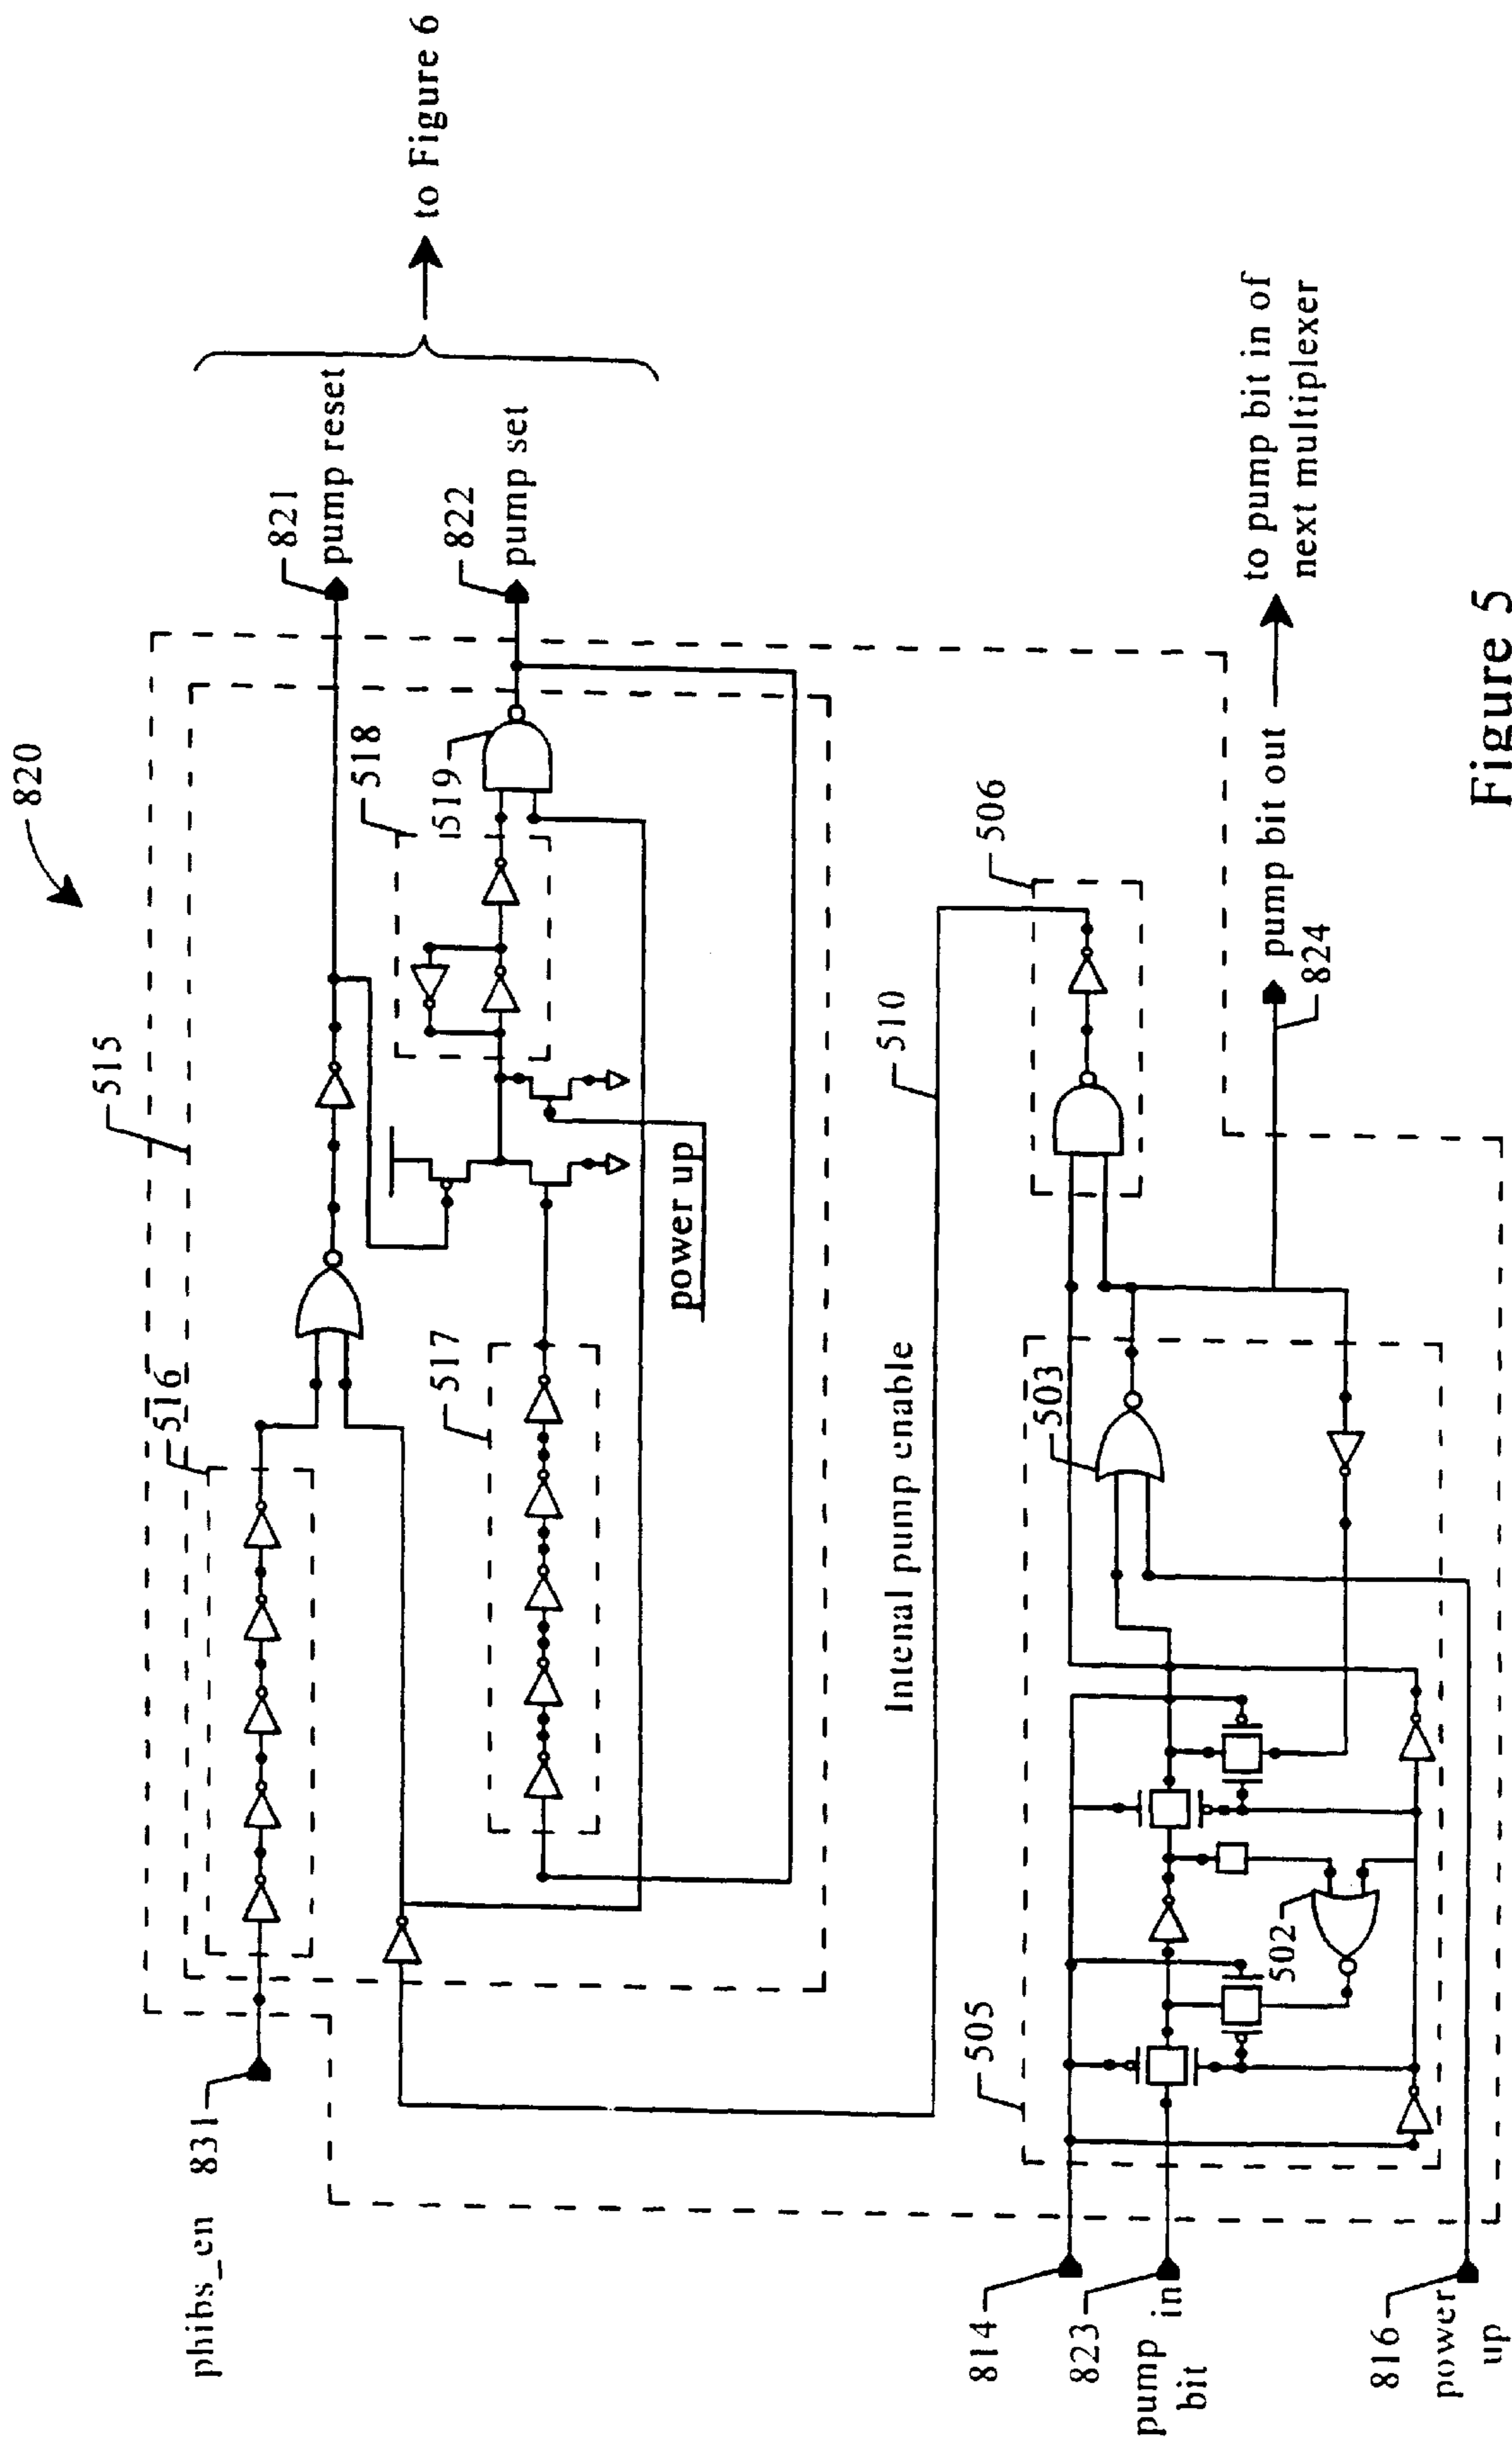 820
515
516
821
pump reset
to Figure 6
phibs_en 831
518
519
822
pump set
517
power up
Intenal pump enable
510
506
505
503
502
814
823
pump in
bit
816
power
up
pump bit out
824
to pump bit in of
next multiplexer
Figure 5